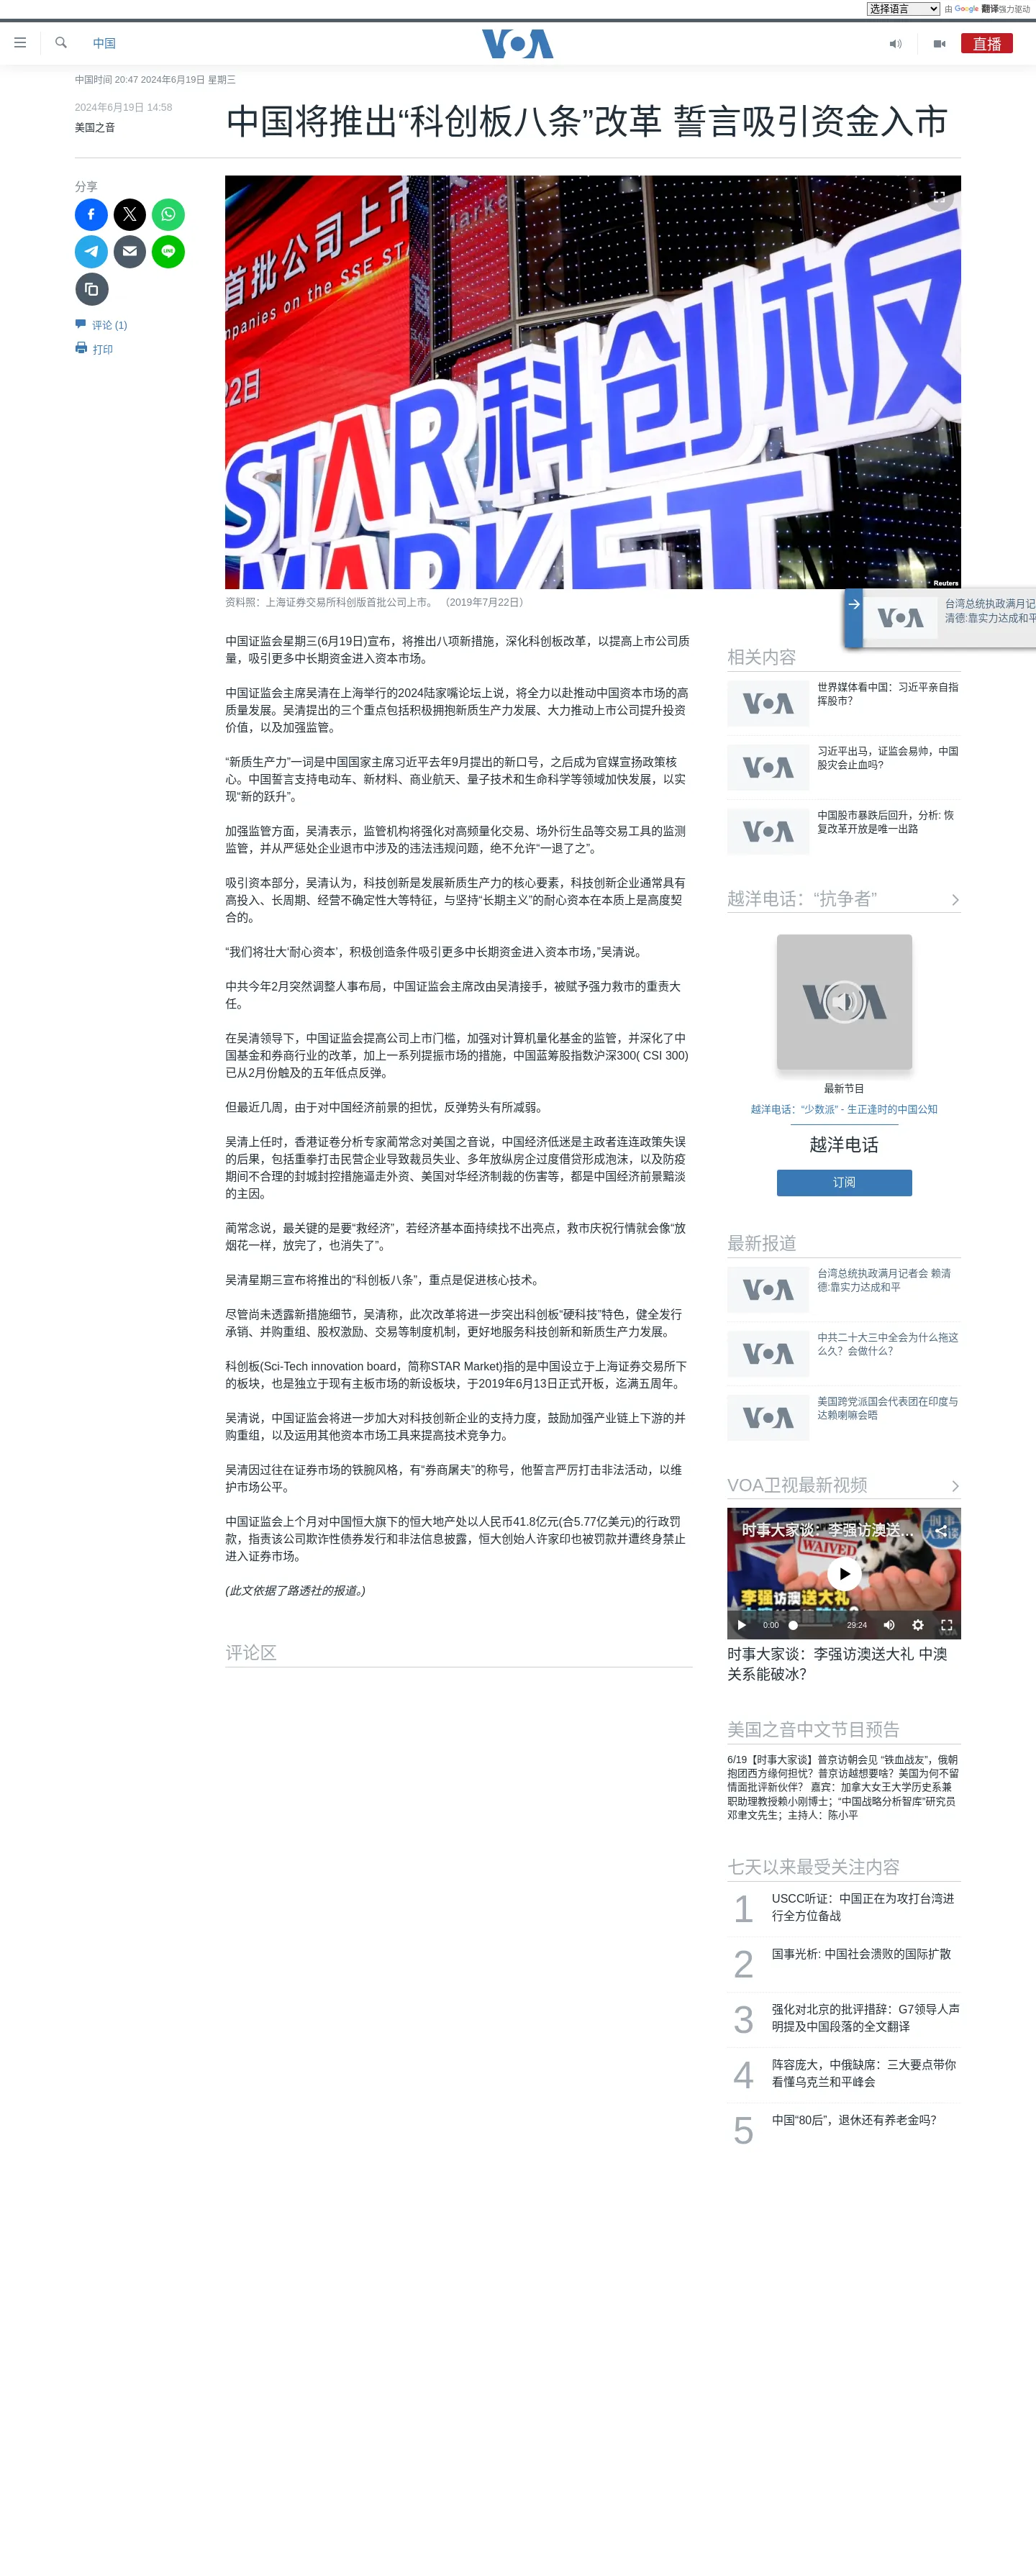 选择语言 由 Google 翻译强力驱动
中国
VOA
直播
中国时间 20:47 2024年6月19日 星期三
2024年6月19日 14:58
美国之音
中国将推出“科创板八条”改革 誓言吸引资金入市
分享
评论 (1)
打印
首批公司上市
Market
mpanies on the SSE STAR
22日
STAR科创板
MARKET
Reuters
资料照：上海证券交易所科创版首批公司上市。 （2019年7月22日）
中国证监会星期三(6月19日)宣布，将推出八项新措施，深化科创板改革，以提高上市公司质
量，吸引更多中长期资金进入资本市场。
中国证监会主席吴清在上海举行的2024陆家嘴论坛上说，将全力以赴推动中国资本市场的高
质量发展。吴清提出的三个重点包括积极拥抱新质生产力发展、大力推动上市公司提升投资
价值，以及加强监管。
“新质生产力”一词是中国国家主席习近平去年9月提出的新口号，之后成为官媒宣扬政策核
心。中国誓言支持电动车、新材料、商业航天、量子技术和生命科学等领域加快发展，以实
现“新的跃升”。
加强监管方面，吴清表示，监管机构将强化对高频量化交易、场外衍生品等交易工具的监测
监管，并从严惩处企业退市中涉及的违法违规问题，绝不允许“一退了之”。
吸引资本部分，吴清认为，科技创新是发展新质生产力的核心要素，科技创新企业通常具有
高投入、长周期、经营不确定性大等特征，与坚持“长期主义”的耐心资本在本质上是高度契
合的。
“我们将壮大‘耐心资本’，积极创造条件吸引更多中长期资金进入资本市场，”吴清说。
中共今年2月突然调整人事布局，中国证监会主席改由吴清接手，被赋予强力救市的重责大
任。
在吴清领导下，中国证监会提高公司上市门槛，加强对计算机量化基金的监管，并深化了中
国基金和券商行业的改革，加上一系列提振市场的措施，中国蓝筹股指数沪深300( CSI 300)
已从2月份触及的五年低点反弹。
但最近几周，由于对中国经济前景的担忧，反弹势头有所减弱。
吴清上任时，香港证卷分析专家蔺常念对美国之音说，中国经济低迷是主政者连连政策失误
的后果，包括重拳打击民营企业导致裁员失业、多年放纵房企过度借贷形成泡沫，以及防疫
期间不合理的封城封控措施逼走外资、美国对华经济制裁的伤害等，都是中国经济前景黯淡
的主因。
蔺常念说，最关键的是要“救经济”，若经济基本面持续找不出亮点，救市庆祝行情就会像“放
烟花一样，放完了，也消失了”。
吴清星期三宣布将推出的“科创板八条”，重点是促进核心技术。
尽管尚未透露新措施细节，吴清称，此次改革将进一步突出科创板“硬科技”特色，健全发行
承销、并购重组、股权激励、交易等制度机制，更好地服务科技创新和新质生产力发展。
科创板(Sci-Tech innovation board，简称STAR Market)指的是中国设立于上海证券交易所下
的板块，也是独立于现有主板市场的新设板块，于2019年6月13日正式开板，迄满五周年。
吴清说，中国证监会将进一步加大对科技创新企业的支持力度，鼓励加强产业链上下游的并
购重组，以及运用其他资本市场工具来提高技术竞争力。
吴清因过往在证券市场的铁腕风格，有“券商屠夫”的称号，他誓言严厉打击非法活动，以维
护市场公平。
中国证监会上个月对中国恒大旗下的恒大地产处以人民币41.8亿元(合5.77亿美元)的行政罚
款，指责该公司欺诈性债券发行和非法信息披露，恒大创始人许家印也被罚款并遭终身禁止
进入证券市场。
(此文依据了路透社的报道。)
评论区
台湾总统执政满月记
清德:靠实力达成和平
相关内容
VOA
世界媒体看中国：习近平亲自指
挥股市？
VOA
习近平出马，证监会易帅，中国
股灾会止血吗?
VOA
中国股市暴跌后回升，分析: 恢
复改革开放是唯一出路
越洋电话：“抗争者”
VOA
最新节目
越洋电话：“少数派” - 生正逢时的中国公知
越洋电话
订阅
最新报道
VOA
台湾总统执政满月记者会 赖清
德:靠实力达成和平
VOA
中共二十大三中全会为什么拖这
么久？会做什么？
VOA
美国跨党派国会代表团在印度与
达赖喇嘛会晤
VOA卫视最新视频
时事大家谈：李强访澳送…
WAIVED
李强访澳送大礼
中澳关系能破冰？
0:00 29:24
时事大家谈：李强访澳送大礼 中澳
关系能破冰？
美国之音中文节目预告
6/19【时事大家谈】普京访朝会见 “铁血战友”，俄朝
抱团西方缘何担忧？普京访越想要啥？美国为何不留
情面批评新伙伴？ 嘉宾：加拿大女王大学历史系兼
职助理教授赖小刚博士；“中国战略分析智库”研究员
邓聿文先生；主持人：陈小平
七天以来最受关注内容
1
USCC听证：中国正在为攻打台湾进
行全方位备战
2
国事光析: 中国社会溃败的国际扩散
3
强化对北京的批评措辞：G7领导人声
明提及中国段落的全文翻译
4
阵容庞大，中俄缺席：三大要点带你
看懂乌克兰和平峰会
5
中国“80后”，退休还有养老金吗？